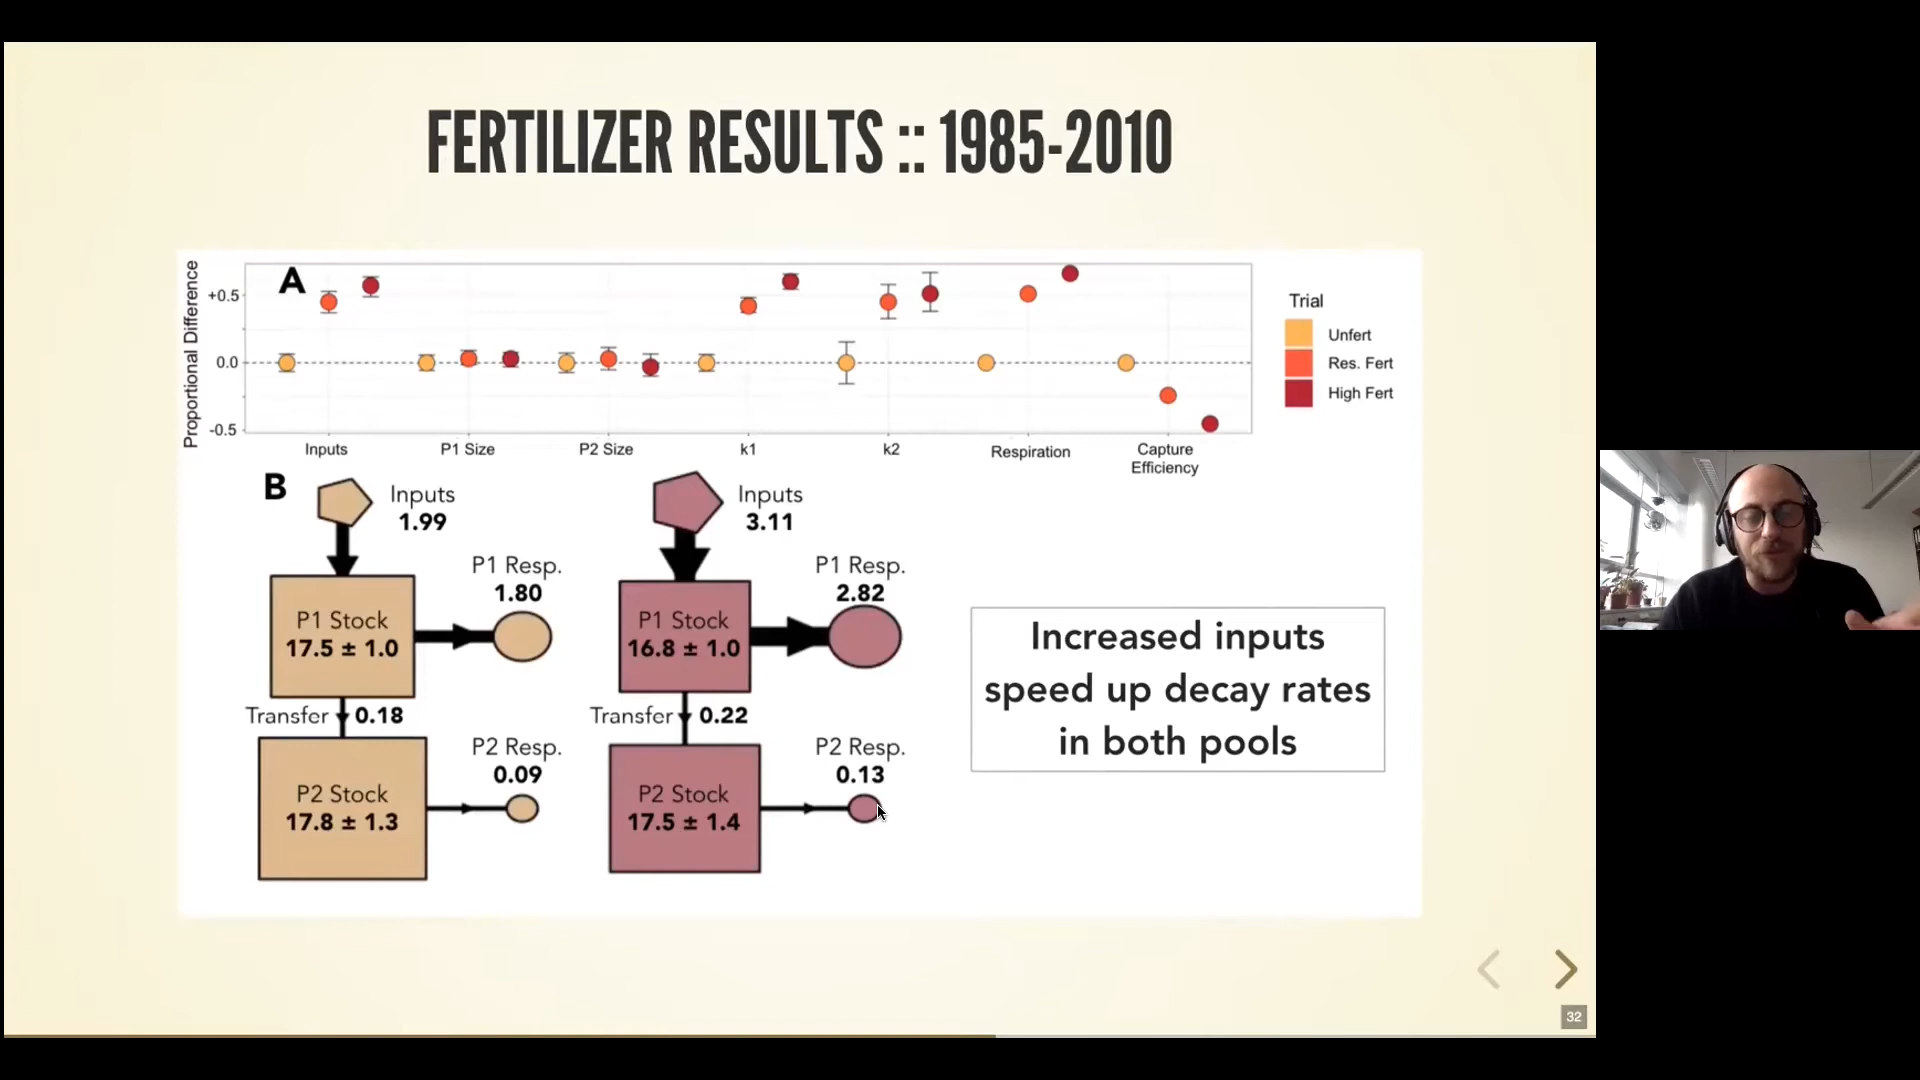 FERTILIZER RESULTS :: 1985-2010
A
Proportional Difference
+0.5
0.0
-0.5
Inputs
P1 Size
P2 Size
k1
k2
Respiration
Capture
Efficiency
Trial
Unfert
Res. Fert
High Fert
B
Inputs
1.99
P1 Resp.
1.80
P1 Stock
17.5 ± 1.0
Transfer 0.18
P2 Resp.
0.09
P2 Stock
17.8 ± 1.3
Inputs
3.11
P1 Resp.
2.82
P1 Stock
16.8 ± 1.0
Transfer 0.22
P2 Resp.
0.13
P2 Stock
17.5 ± 1.4
Increased inputs
speed up decay rates
in both pools
32